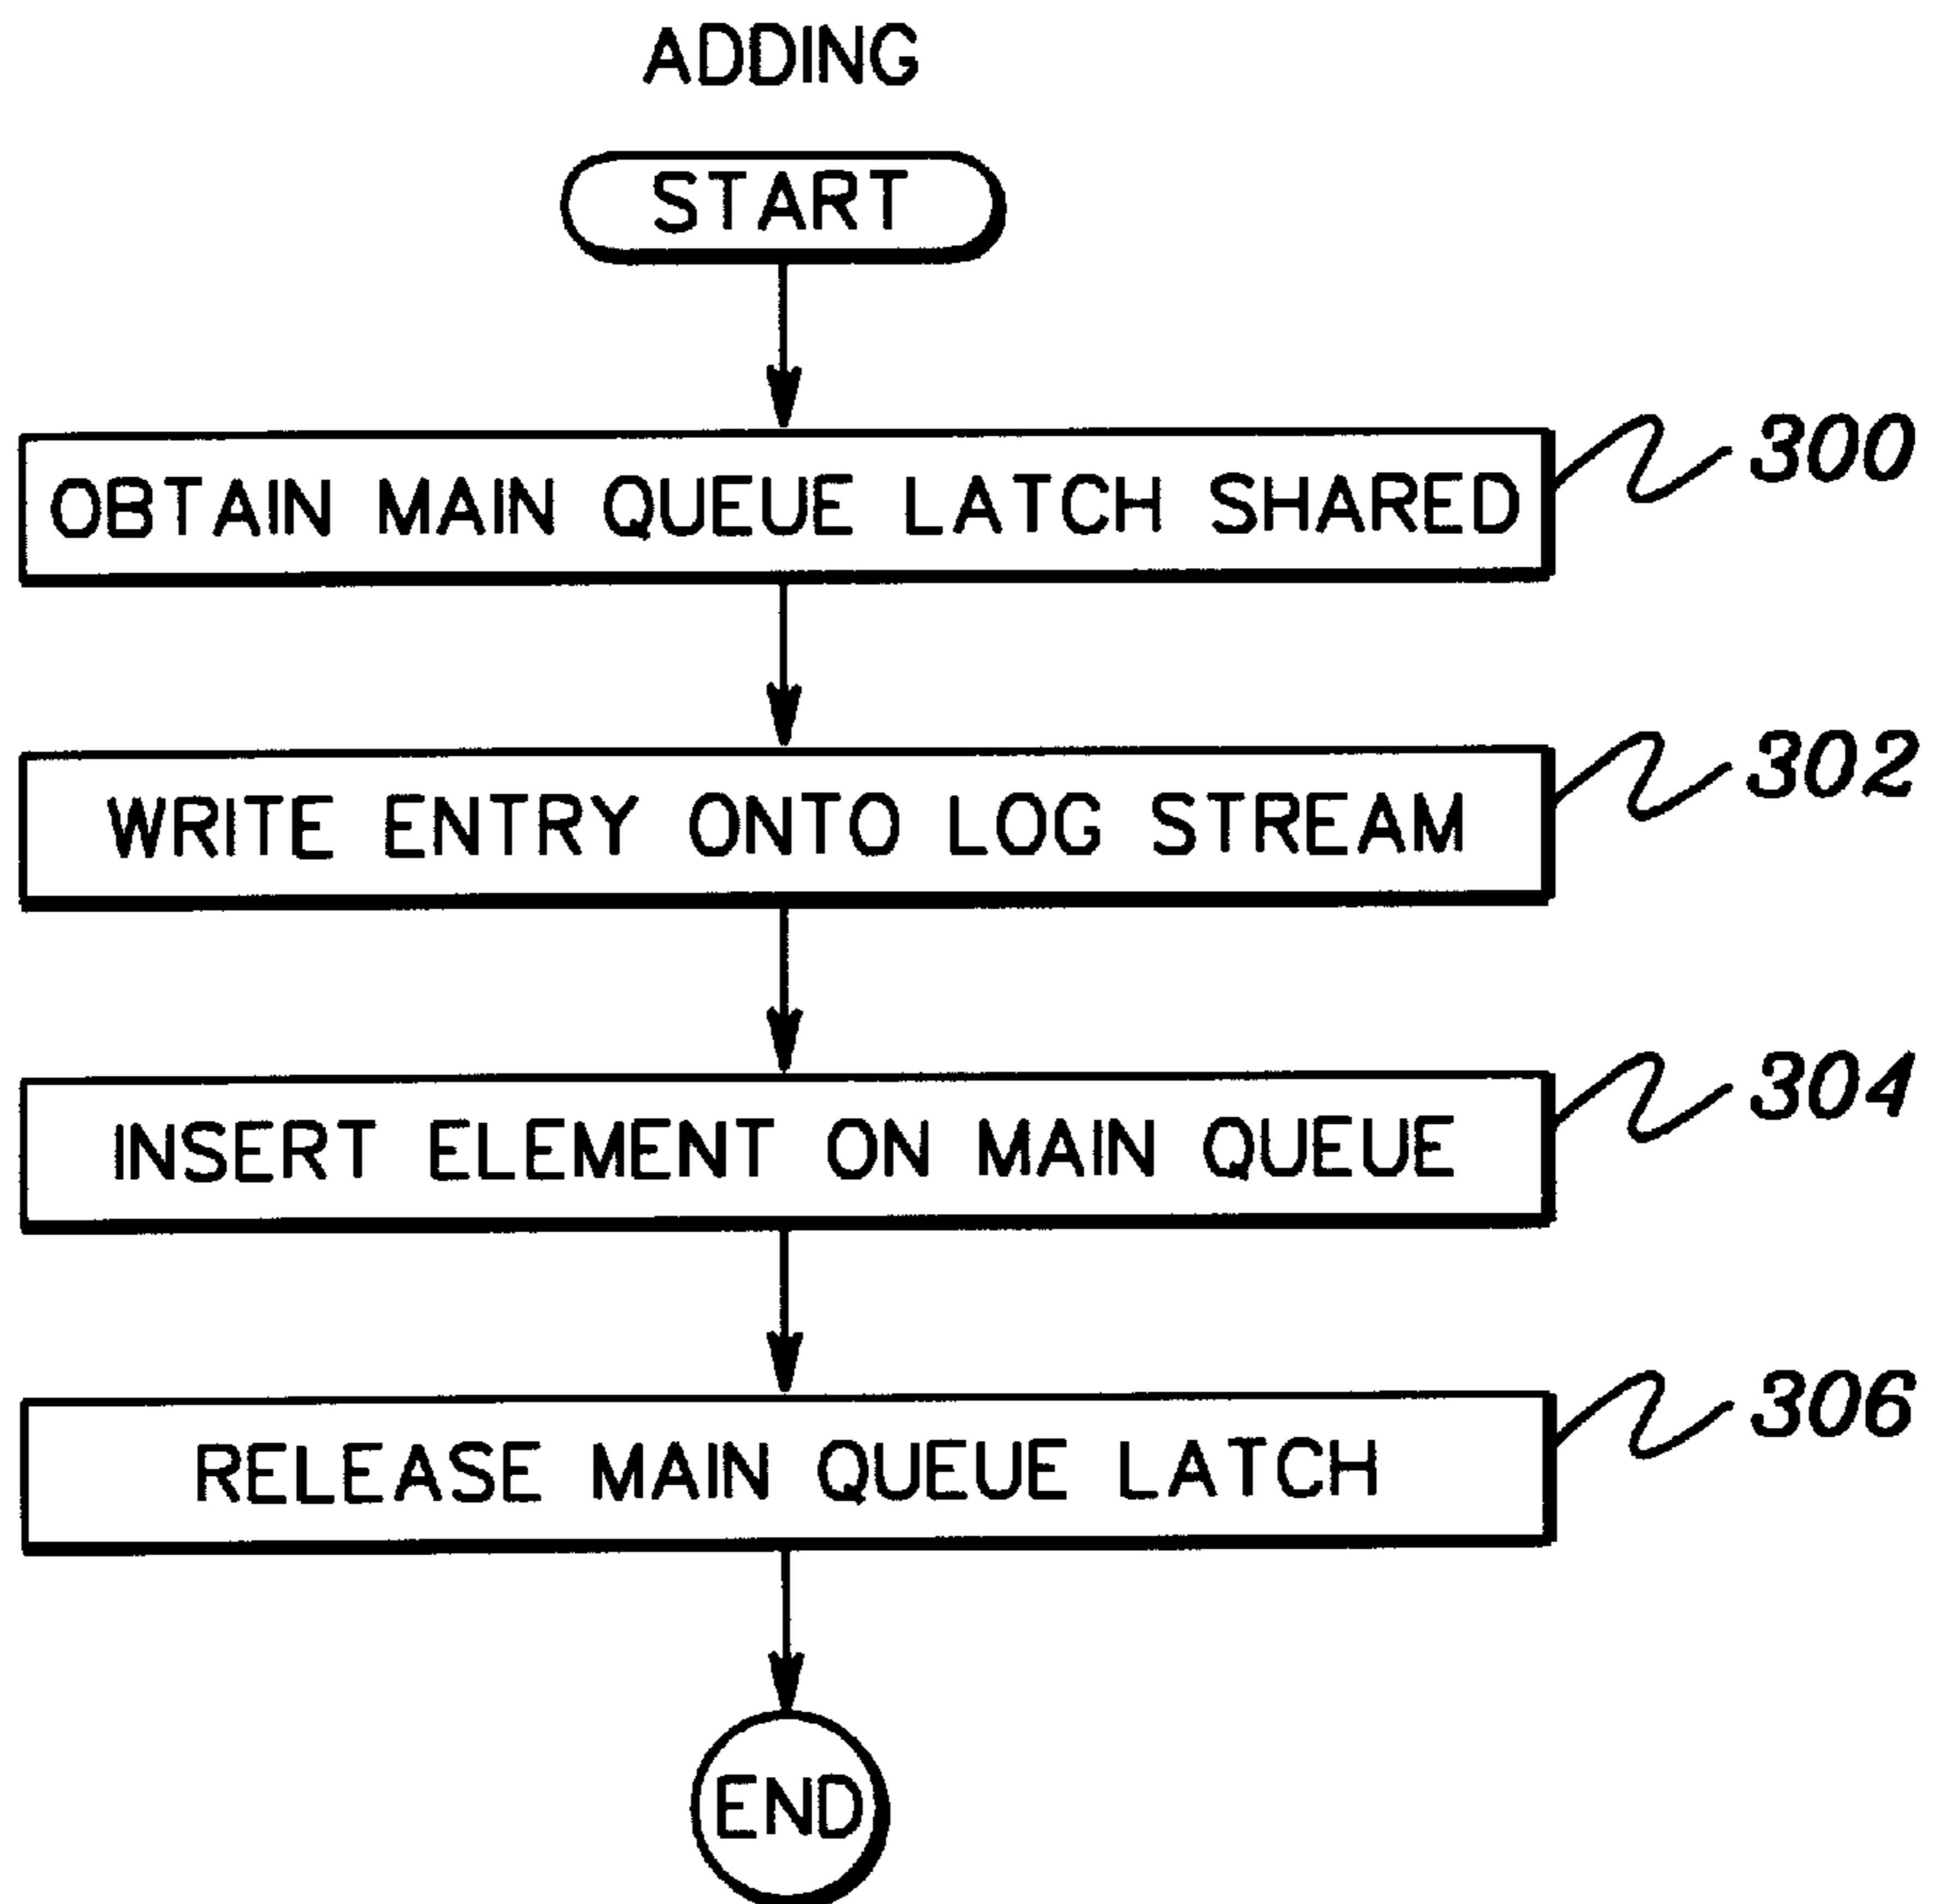 ADDING
START
OBTAIN MAIN QUEUE LATCH SHARED
300
WRITE ENTRY ONTO LOG STREAM
302
INSERT ELEMENT ON MAIN QUEUE
304
RELEASE MAIN QUEUE LATCH
306
END